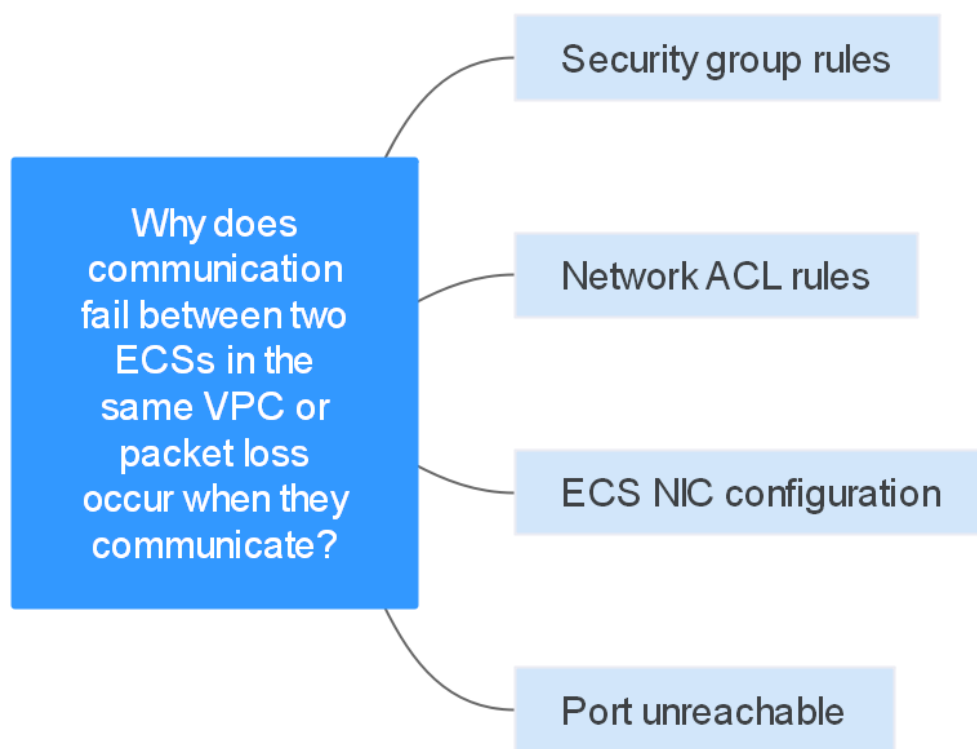 Why does
communication
fail between two
ECSs in the
same VPC or
packet loss
occur when they
communicate?
Security group rules
Network ACL rules
ECS NIC configuration
Port unreachable